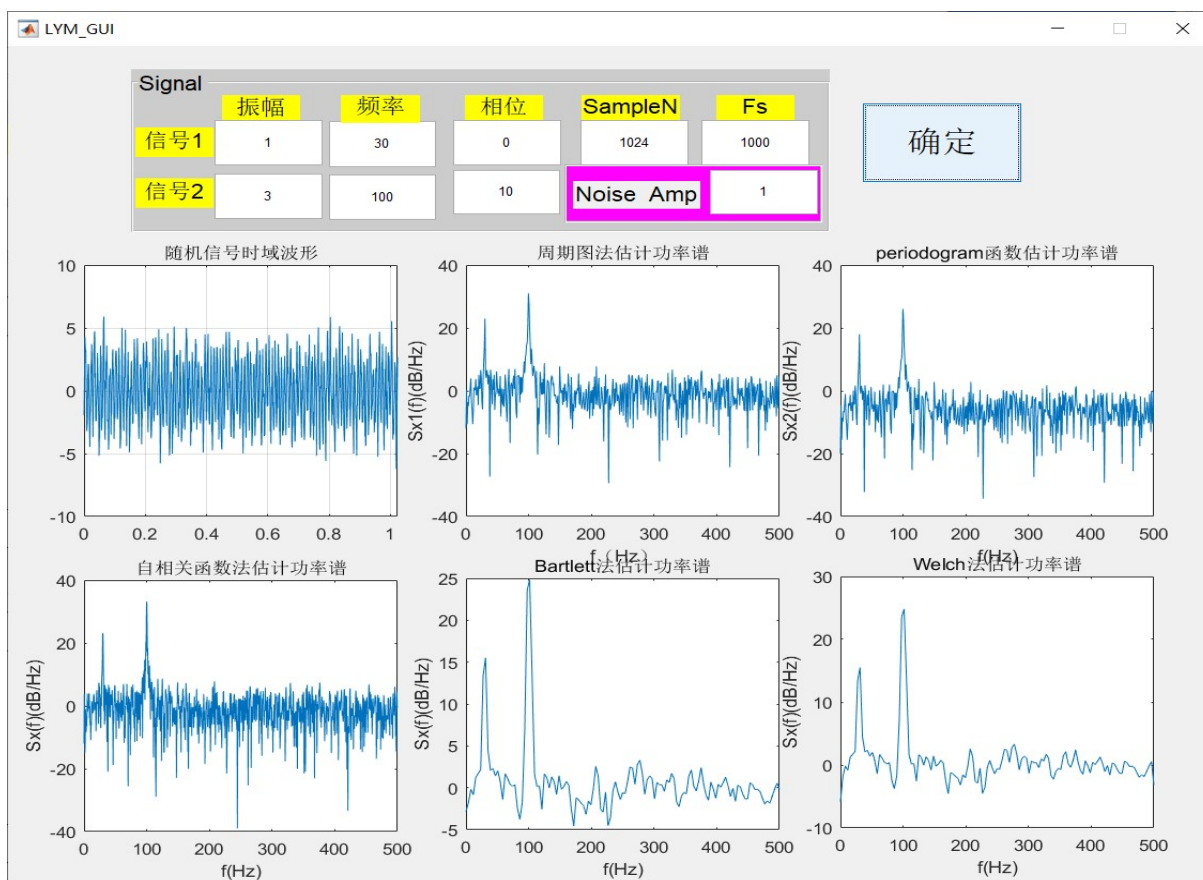 LYM_GUI
Signal
振幅 频率 相位 SampleN Fs
信号1 1 30 0 1024 1000
确定
信号2 3 100 10 Noise Amp 1
随机信号时域波形
10
5
0
-5
-10
0 0.2 0.4 0.6 0.8 1
周期图法估计功率谱
Sx1(f)(dB/Hz)
40
20
0
-20
-40
0 100 200 300 400 500
f（Hz）
periodogram函数估计功率谱
Sx2(f)(dB/Hz)
40
20
0
-20
-40
0 100 200 300 400 500
f(Hz)
自相关函数法估计功率谱
Sx(f)(dB/Hz)
40
20
0
-20
-40
0 100 200 300 400 500
f(Hz)
Bartlett法估计功率谱
Sx(f)(dB/Hz)
25
20
15
10
5
0
-5
0 100 200 300 400 500
f(Hz)
Welch法估计功率谱
Sx(f)(dB/Hz)
30
20
10
0
-10
0 100 200 300 400 500
f(Hz)